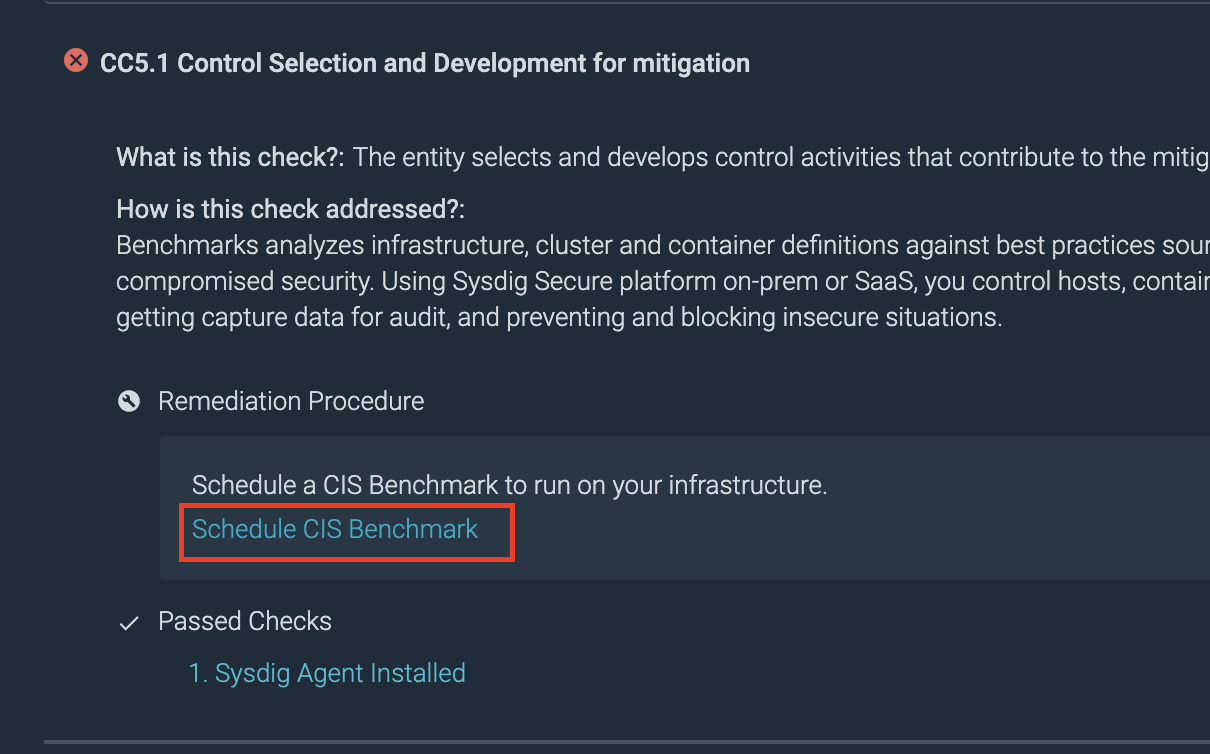 CC5.1 Control Selection and Development for mitigation
What is this check?: The entity selects and develops control activities that contribute to the mitig
How is this check addressed?:
Benchmarks analyzes infrastructure, cluster and container definitions against best practices sour
compromised security. Using Sysdig Secure platform on-prem or SaaS, you control hosts, contain
getting capture data for audit, and preventing and blocking insecure situations.
Remediation Procedure
Schedule a CIS Benchmark to run on your infrastructure.
Schedule CIS Benchmark
Passed Checks
1. Sysdig Agent Installed